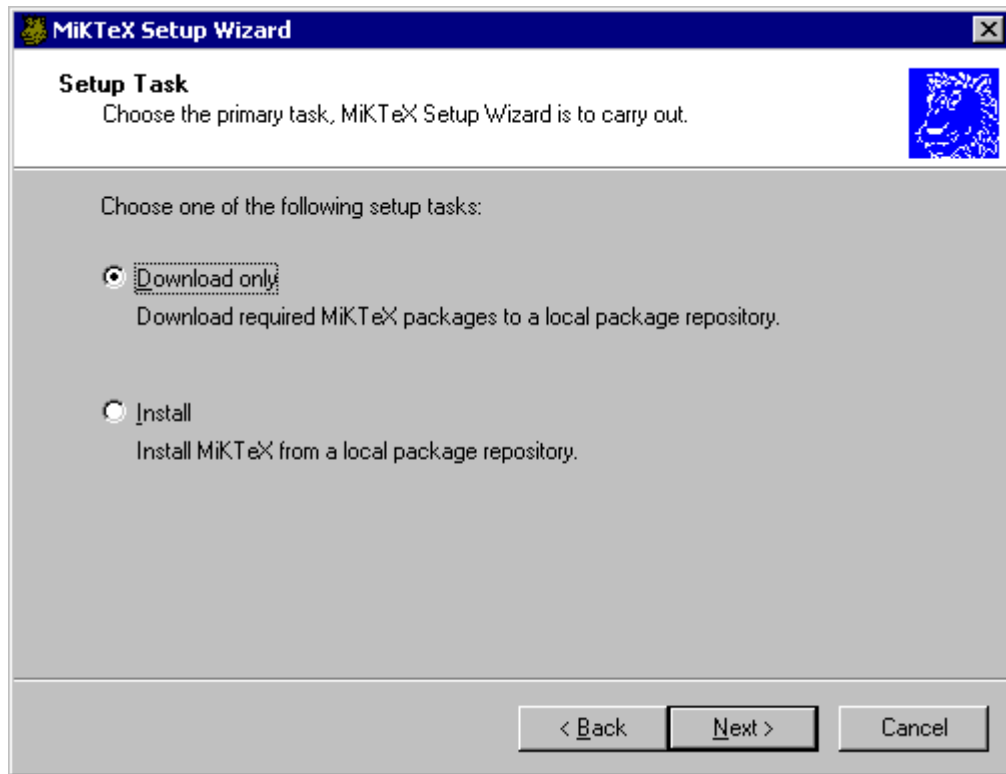 MiKTeX Setup Wizard
Setup Task
Choose the primary task, MiKTeX Setup Wizard is to carry out.
Choose one of the following setup tasks:
Download only
Download required MiKTeX packages to a local package repository.
Install
Install MiKTeX from a local package repository.
< Back Next > Cancel